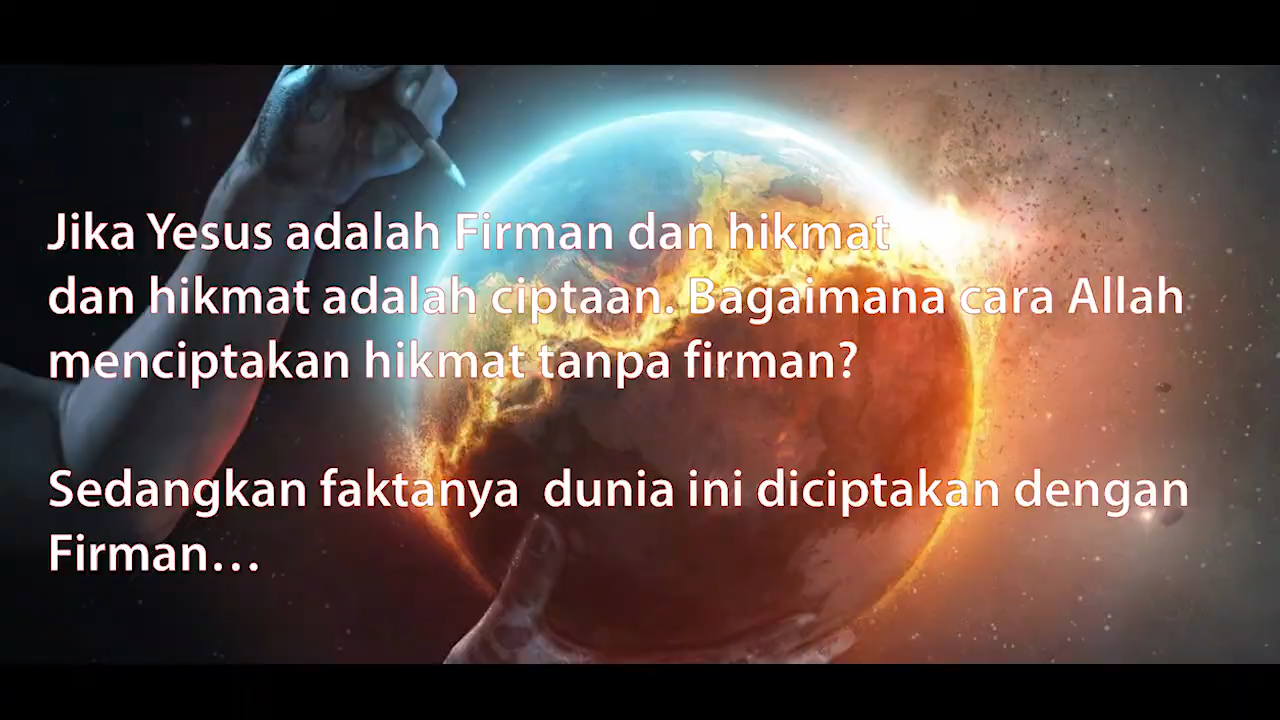 Jika Yesus adalah Firman dan hikmat
dan hikmat adalah ciptaan. Bagaimana cara Allah
menciptakan hikmat tanpa firman?
Sedangkan faktanya  dunia ini diciptakan dengan
Firman…